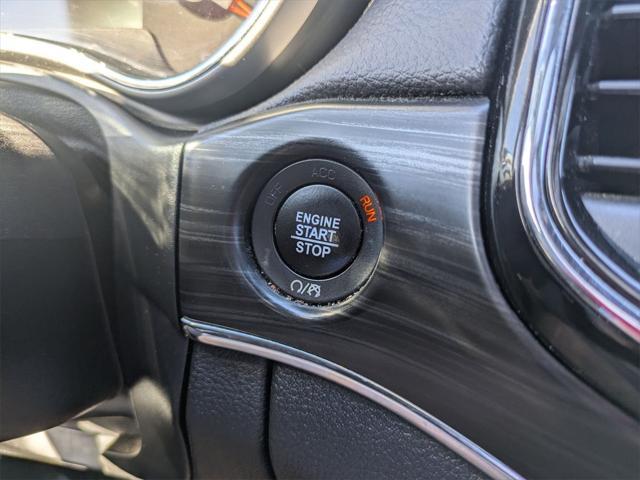 OFF ACC RUN
ENGINE
START
STOP